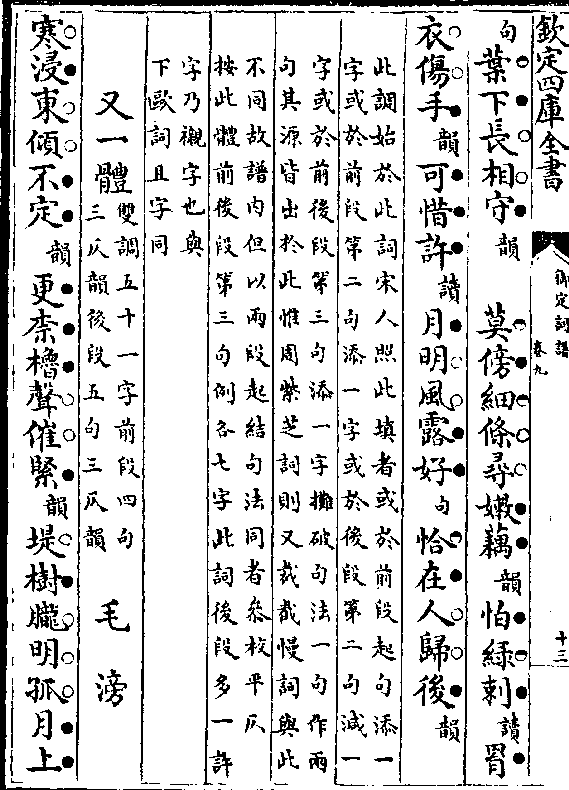 欽定四庫全書
御定詞譜
卷九
十三
句葉下長相守韻　莫傍細條尋嫩藕韻怕綠刺讀罥
衣傷手韻可惜許讀月明風露好句恰在人歸後韻
此調始於此詞宋人照此填者或於前段起句添一
字或於前段第二句添一字或於後段第二句減一
字或於前後段第三句添一字攤破句法一句作兩
句其源皆出於此惟周紫芝詞則又裁截慢詞與此
不同故譜内但以兩段起結句法同者參校平仄
按此體前後段第三句例各七字此詞後段多一許
字乃襯字也與
下歐詞且字同
又一體
雙調五十一字前段四句
三仄韻後段五句三仄韻
毛滂
寒浸東傾不定韻更柰櫓聲催緊韻堤樹朧明孤月上